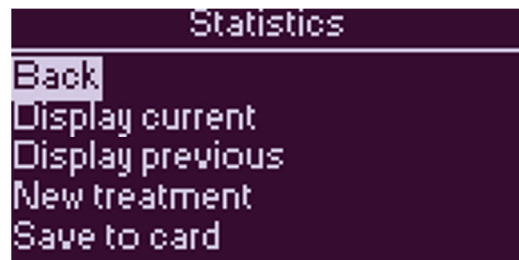 Statistics
Back
Display current
Display previous
New treatment
Save to card